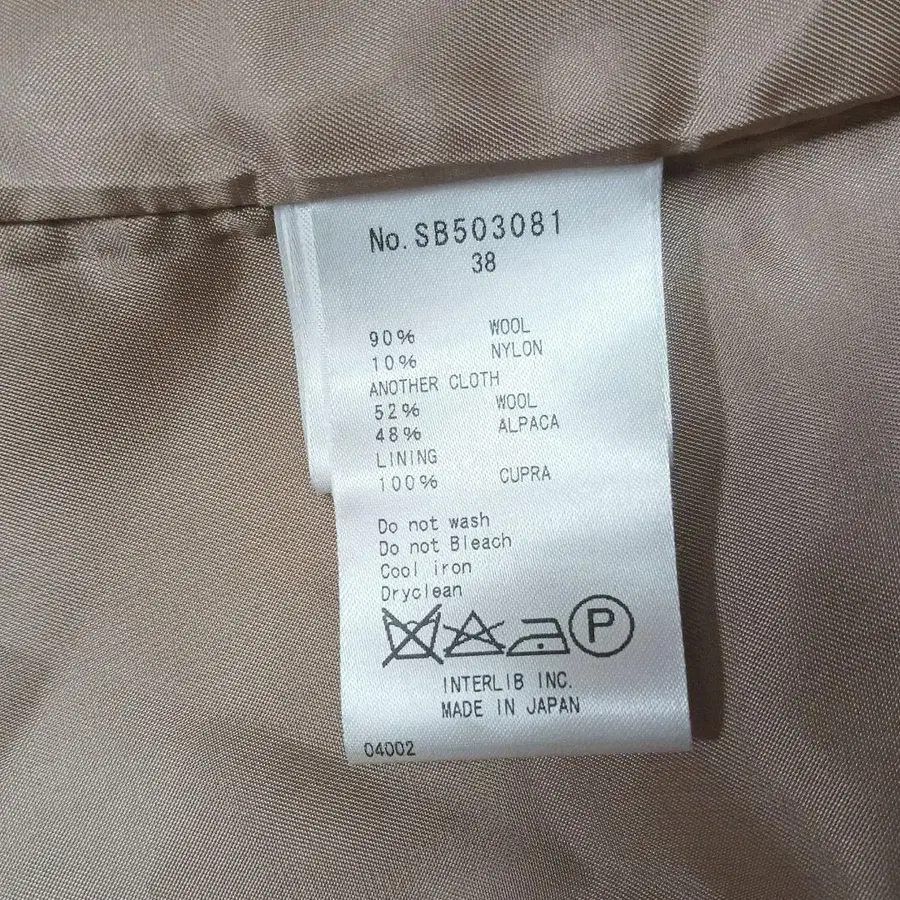 No. SB503081
38
90% WOOL
10% NYLON
ANOTHER CLOTH
52% WOOL
48% ALPACA
LINING
100% CUPRA
Do not wash
Do not Bleach
Cool iron
Dryclean
P
INTERLIB INC.
MADE IN JAPAN
04002